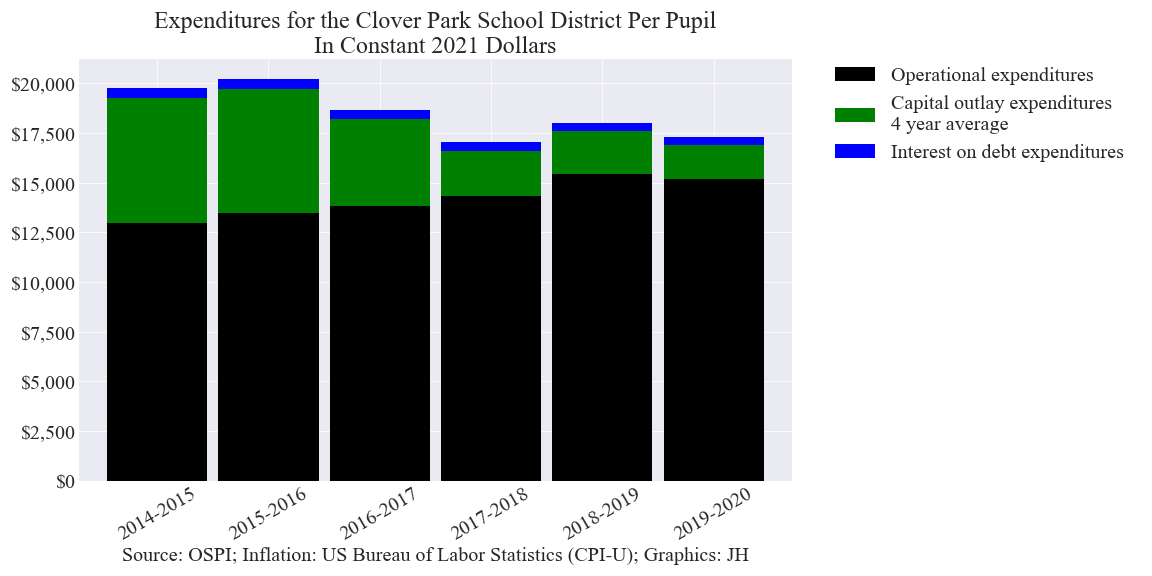 Expenditures for the Clover Park School District Per Pupil
In Constant 2021 Dollars
$20,000
$17,500
$15,000
$12,500
$10,000
$7,500
$5,000
$2,500
$0
2014-2015
2015-2016
2016-2017
2017-2018
2018-2019
2019-2020
Source: OSPI; Inflation: US Bureau of Labor Statistics (CPI-U); Graphics: JH
Operational expenditures
Capital outlay expenditures
4 year average
Interest on debt expenditures